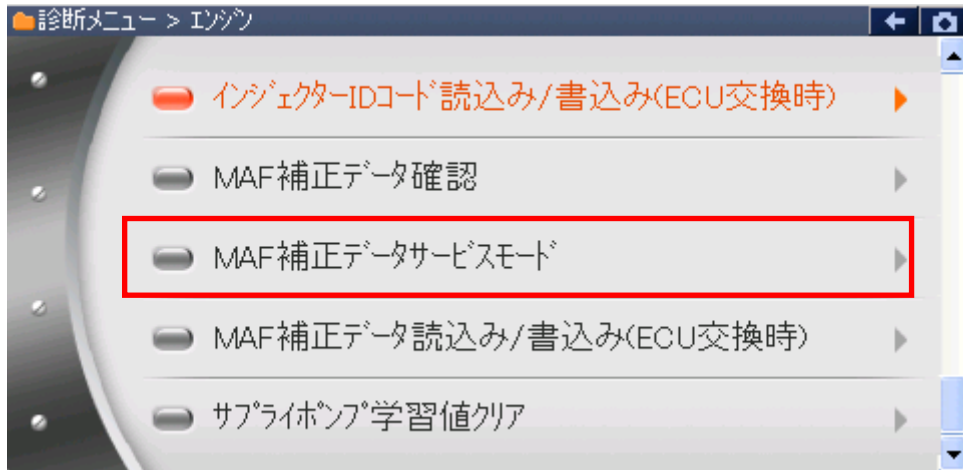 診断メニュー > ｴﾝｼﾞﾝ
ｲﾝｼﾞｪｸﾀｰIDｺｰﾄﾞ読込み/書込み(ECU交換時)
MAF補正ﾃﾞｰﾀ確認
MAF補正ﾃﾞｰﾀｻｰﾋﾞｽﾓｰﾄﾞ
MAF補正ﾃﾞｰﾀ読込み/書込み(ECU交換時)
ｻﾌﾟﾗｲﾎﾟﾝﾌﾟ学習値ｸﾘｱ